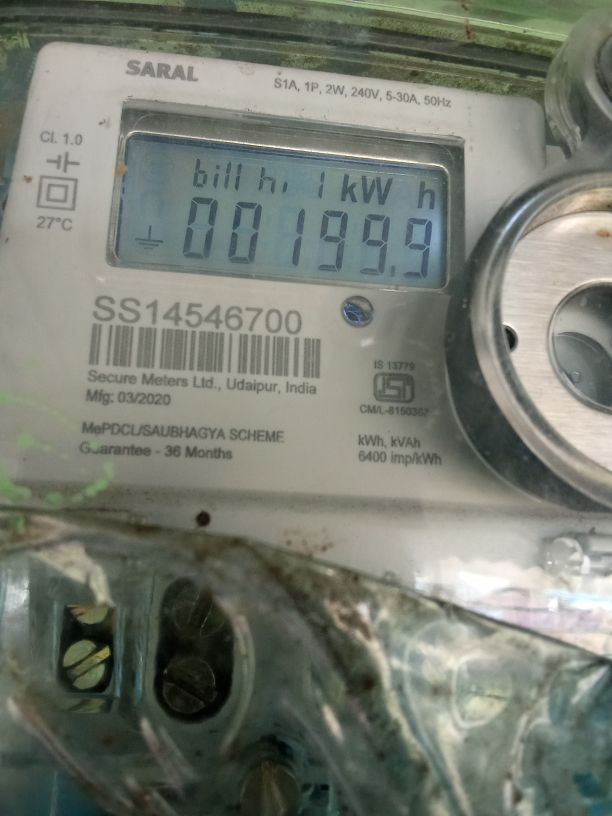 SARAL
S1A, 1P, 2W, 240V, 5-30A, 50Hz
Cl. 1.0
27°C
bill hi 1 kW h
00199.9
SS14546700
Secure Meters Ltd., Udaipur, India
Mfg: 03/2020
IS 13779
CM/L-8150367
MePDCL/SAUBHAGYA SCHEME
Guarantee - 36 Months
kWh, kVAh
6400 imp/kWh